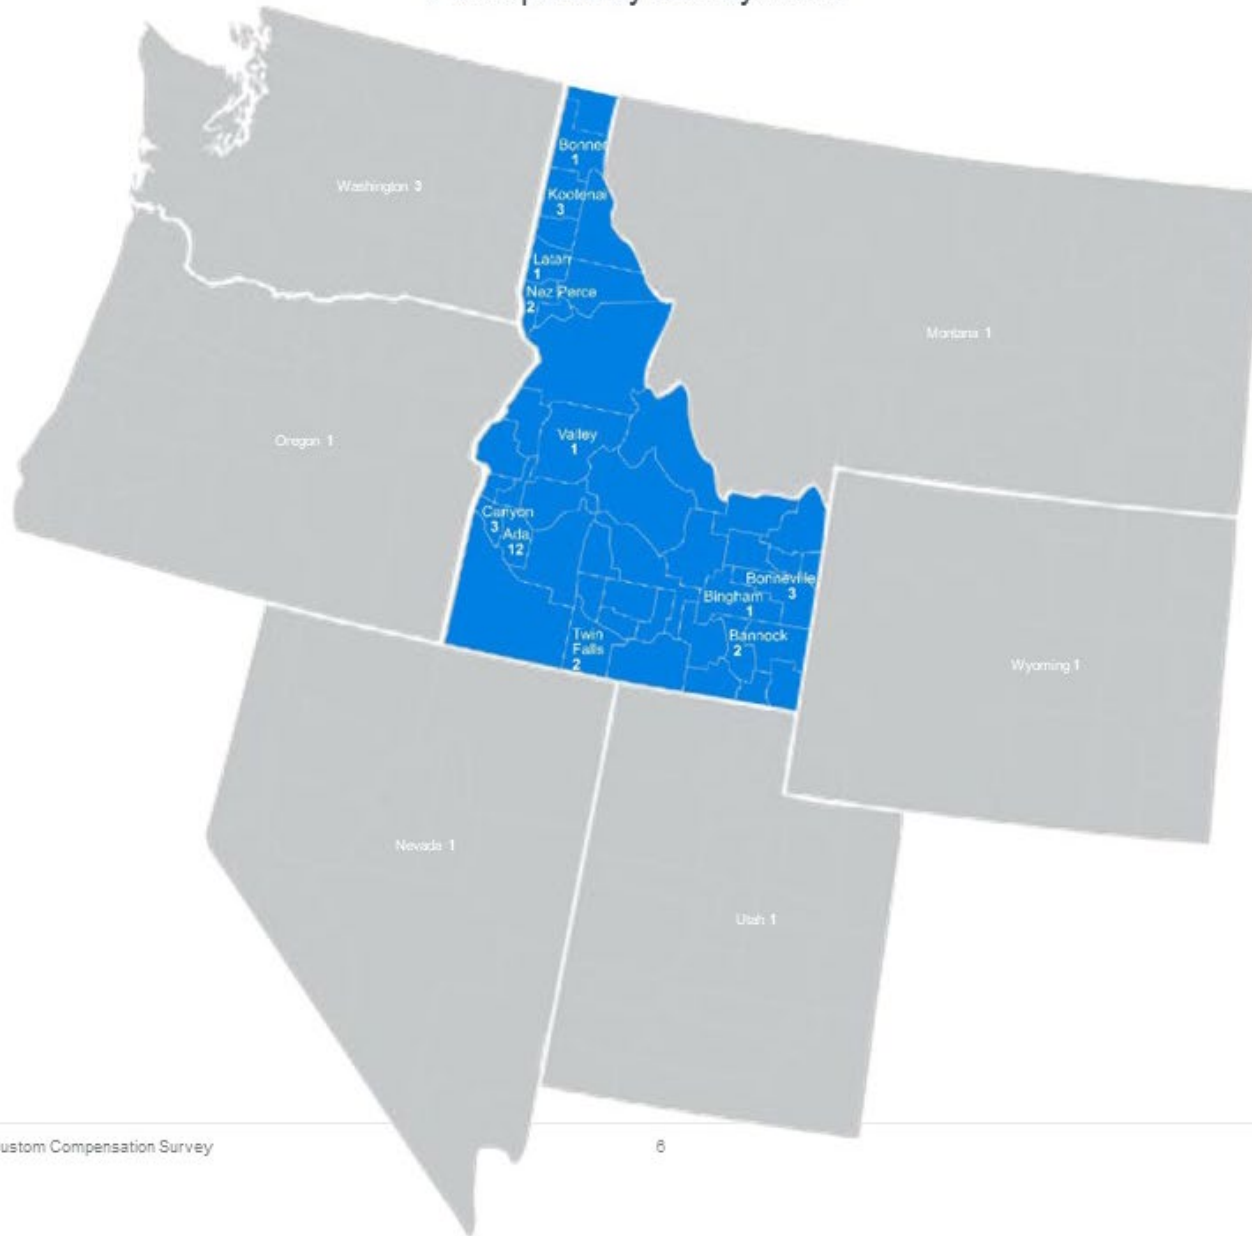 Washington 3
Bonner
1
Kootenai
3
Latah
1
Nez Perce
2
Montana 1
Oregon 1
Valley
1
Canyon
3
Ada
12
Bonneville
3
Bingham
1
Bannock
2
Twin
Falls
2
Wyoming 1
Nevada 1
Utah 1
ustom Compensation Survey
6